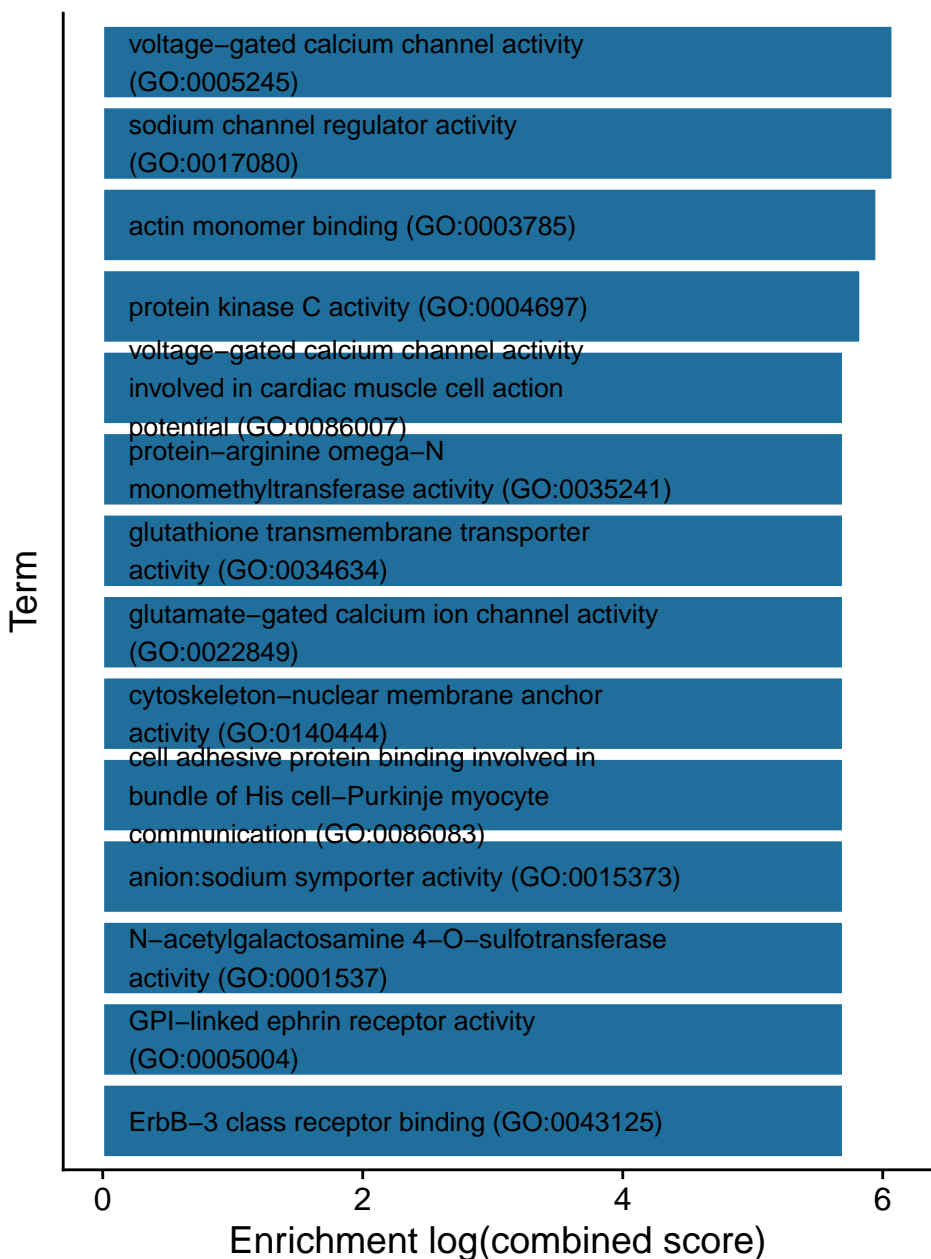 voltage−gated calcium channel activity
(GO:0005245)
sodium channel regulator activity
(GO:0017080)
actin monomer binding (GO:0003785)
protein kinase C activity (GO:0004697)
voltage−gated calcium channel activity
involved in cardiac muscle cell action
potential (GO:0086007)
protein−arginine omega−N
monomethyltransferase activity (GO:0035241)
glutathione transmembrane transporter
activity (GO:0034634)
glutamate−gated calcium ion channel activity
(GO:0022849)
cytoskeleton−nuclear membrane anchor
activity (GO:0140444)
cell adhesive protein binding involved in
bundle of His cell−Purkinje myocyte
communication (GO:0086083)
anion:sodium symporter activity (GO:0015373)
N−acetylgalactosamine 4−O−sulfotransferase
activity (GO:0001537)
GPI−linked ephrin receptor activity
(GO:0005004)
ErbB−3 class receptor binding (GO:0043125)
Term
0 2 4 6
Enrichment log(combined score)